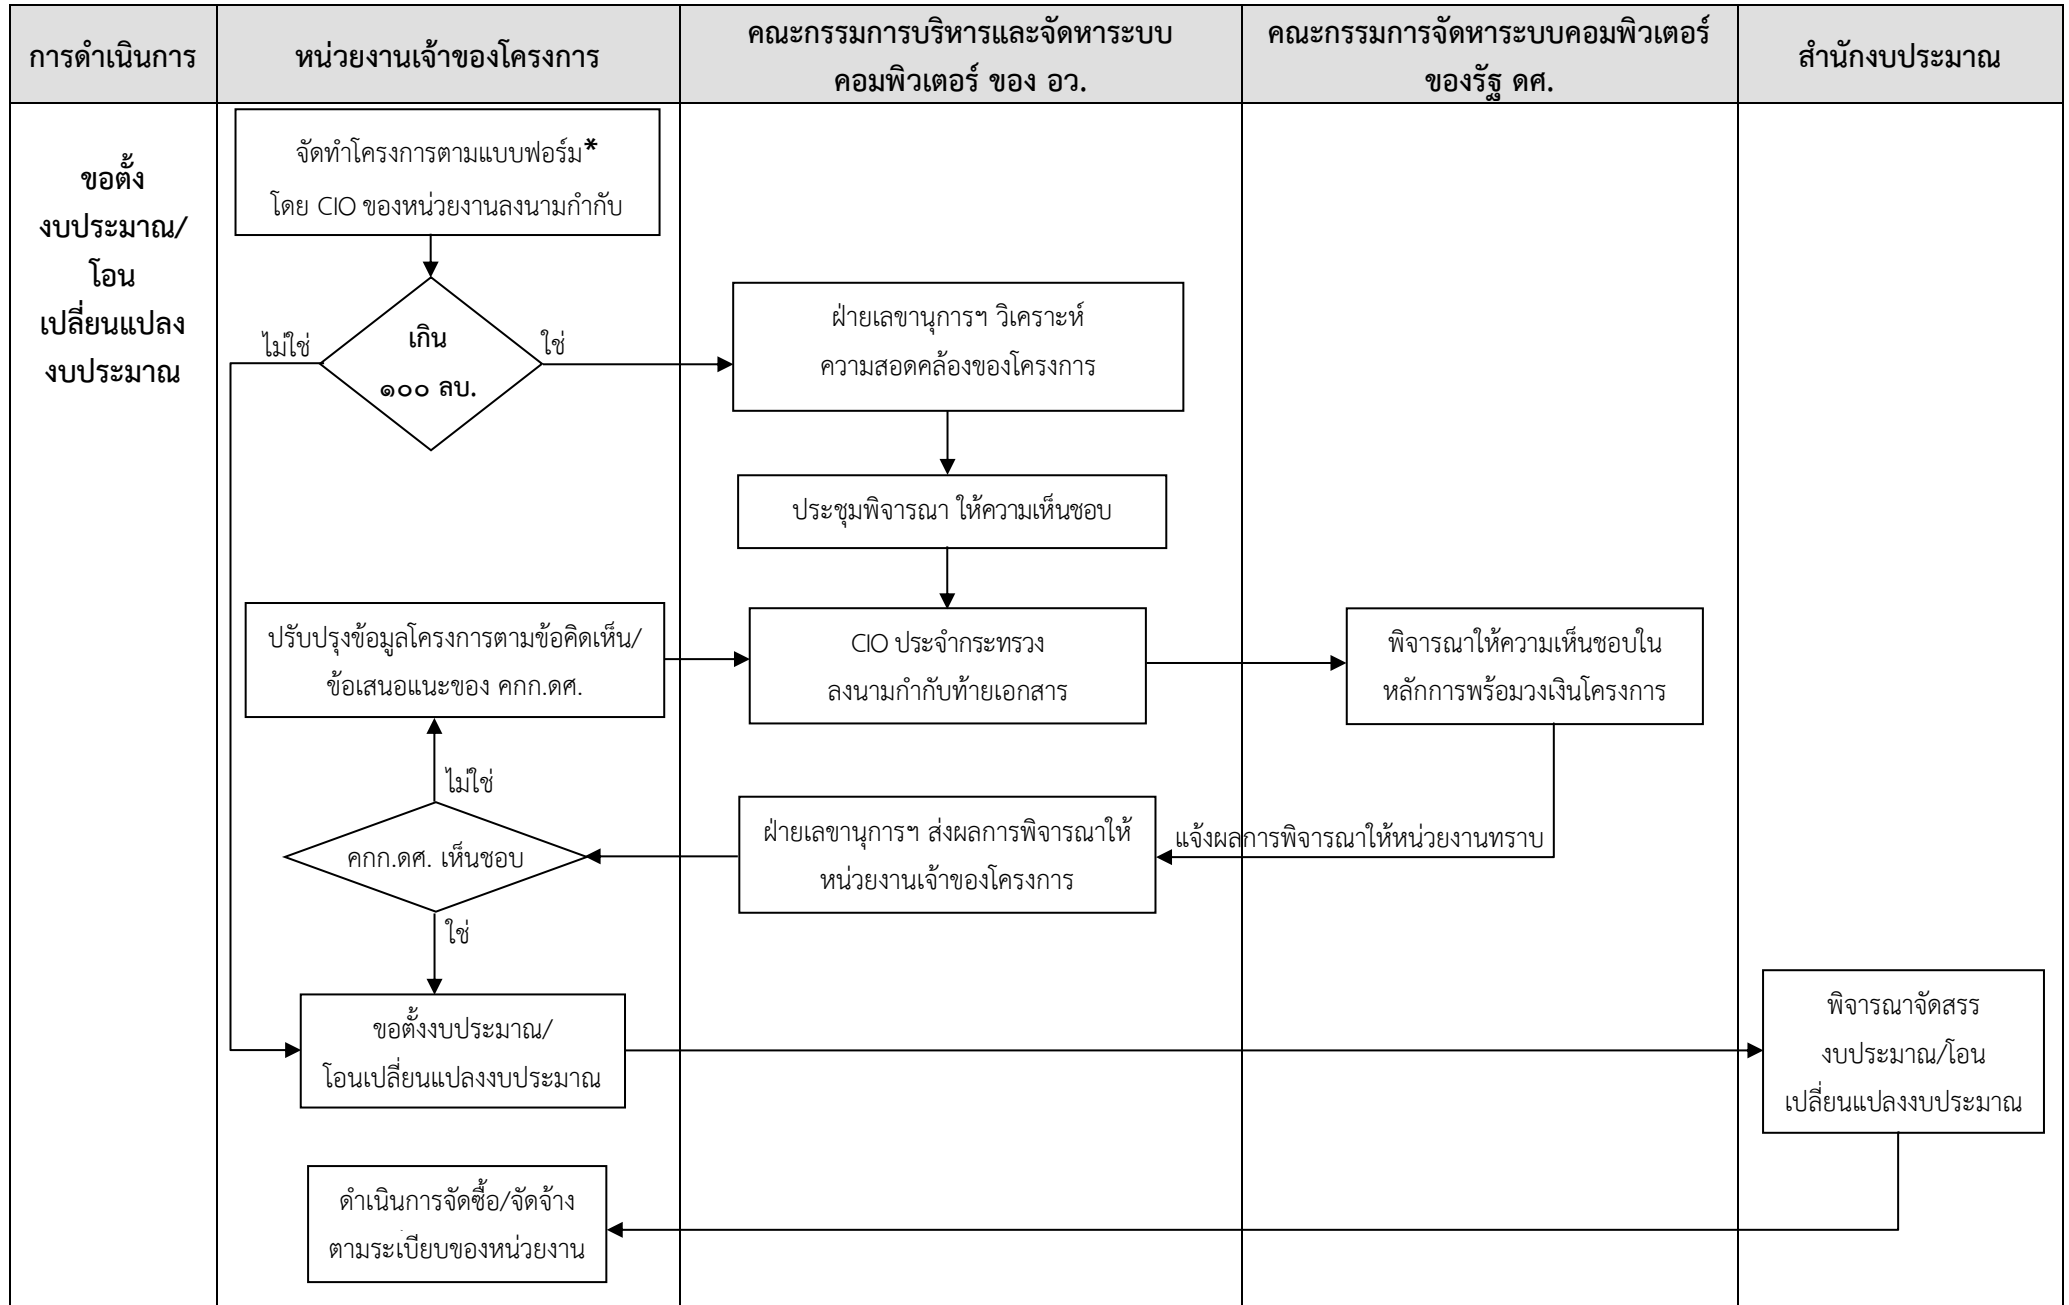 การดำเนินการ
หน่วยงานเจ้าของโครงการ
คณะกรรมการบริหารและจัดหาระบบ
คอมพิวเตอร์ ของ อว.
คณะกรรมการจัดหาระบบคอมพิวเตอร์
ของรัฐ ดศ.
สำนักงบประมาณ
ขอตั้ง
งบประมาณ/
โอน
เปลี่ยนแปลง
งบประมาณ
จัดทำโครงการตามแบบฟอร์ม*
โดย CIO ของหน่วยงานลงนามกำกับ
เกิน
๑๐๐ ลบ.
ไม่ใช่
ใช่
ฝ่ายเลขานุการฯ วิเคราะห์
ความสอดคล้องของโครงการ
ประชุมพิจารณา ให้ความเห็นชอบ
ปรับปรุงข้อมูลโครงการตามข้อคิดเห็น/
ข้อเสนอแนะของ คกก.ดศ.
CIO ประจำกระทรวง
ลงนามกำกับท้ายเอกสาร
พิจารณาให้ความเห็นชอบใน
หลักการพร้อมวงเงินโครงการ
ไม่ใช่
คกก.ดศ. เห็นชอบ
ใช่
ฝ่ายเลขานุการฯ ส่งผลการพิจารณาให้
หน่วยงานเจ้าของโครงการ
แจ้งผลการพิจารณาให้หน่วยงานทราบ
ขอตั้งงบประมาณ/
โอนเปลี่ยนแปลงงบประมาณ
พิจารณาจัดสรร
งบประมาณ/โอน
เปลี่ยนแปลงงบประมาณ
ดำเนินการจัดซื้อ/จัดจ้าง
ตามระเบียบของหน่วยงาน